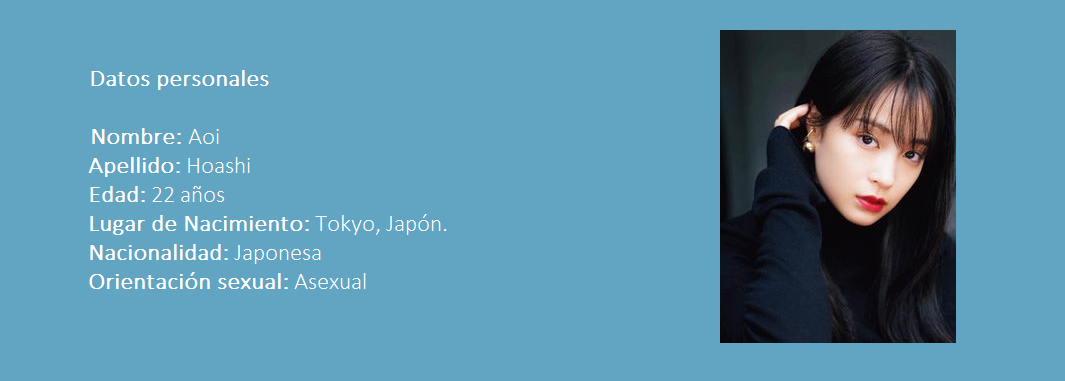 Datos personales
Nombre: Aoi
Apellido: Hoashi
Edad: 22 años
Lugar de Nacimiento: Tokyo, Japón.
Nacionalidad: Japonesa
Orientación sexual: Asexual